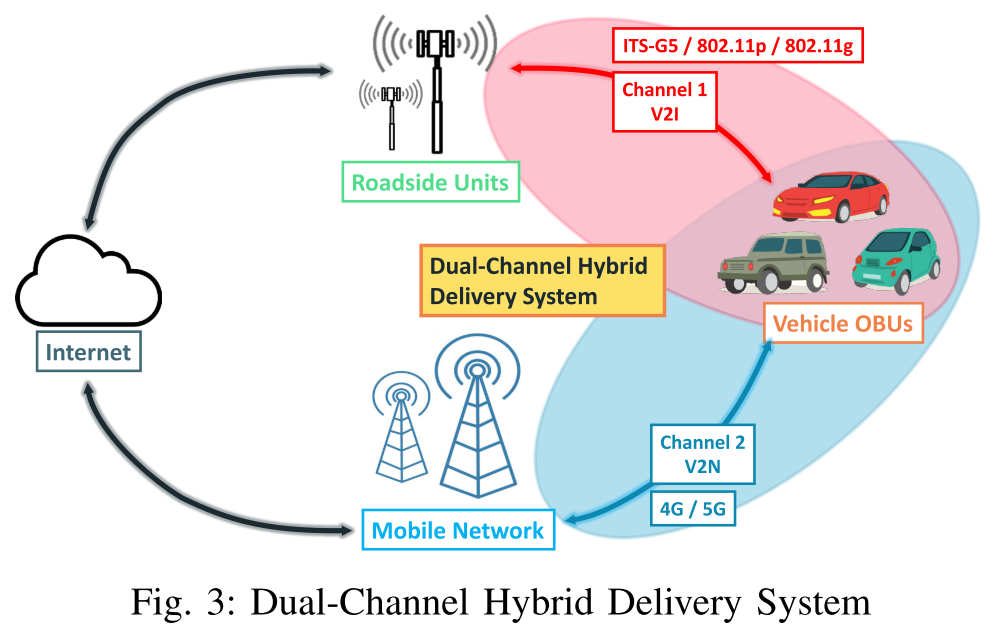 ITS-G5 / 802.11p / 802.11g
Channel 1
V2I
Roadside Units
Dual-Channel Hybrid
Delivery System
Vehicle OBUs
Internet
Channel 2
V2N
4G / 5G
Mobile Network
Fig. 3: Dual-Channel Hybrid Delivery System